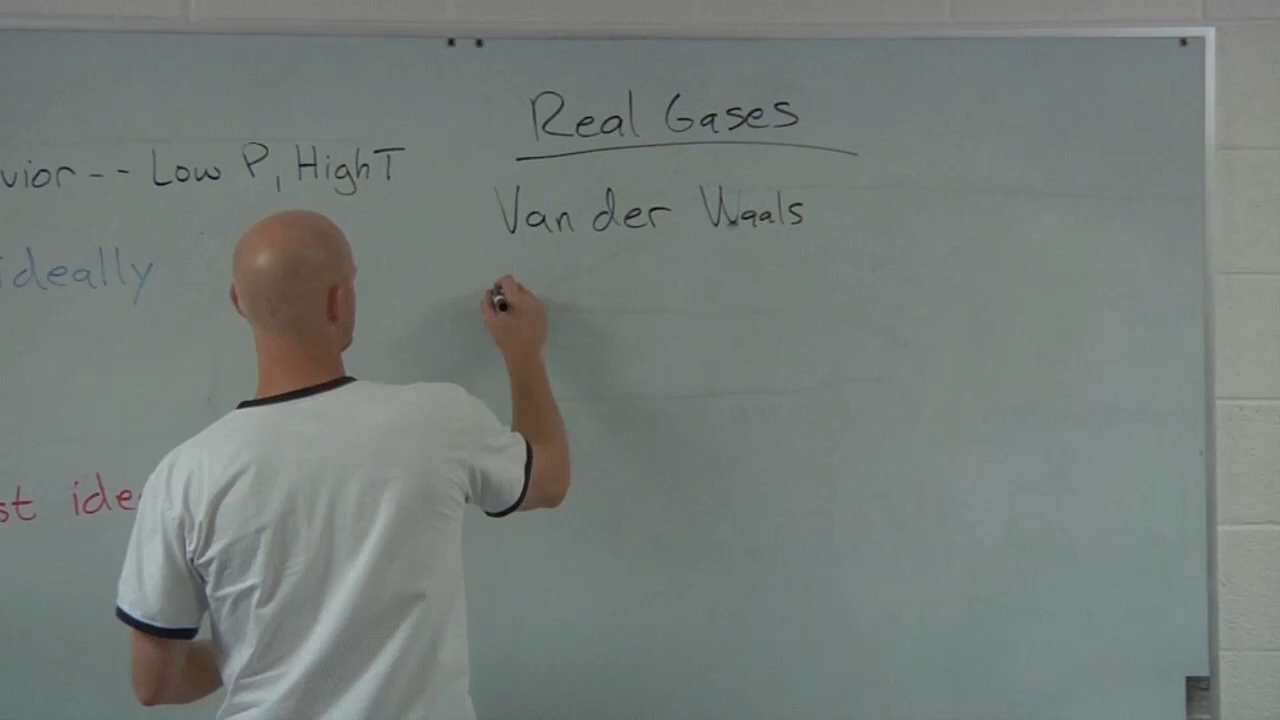 Real Gases
vior -- Low P, High T
Van der Waals
ideally
st ide